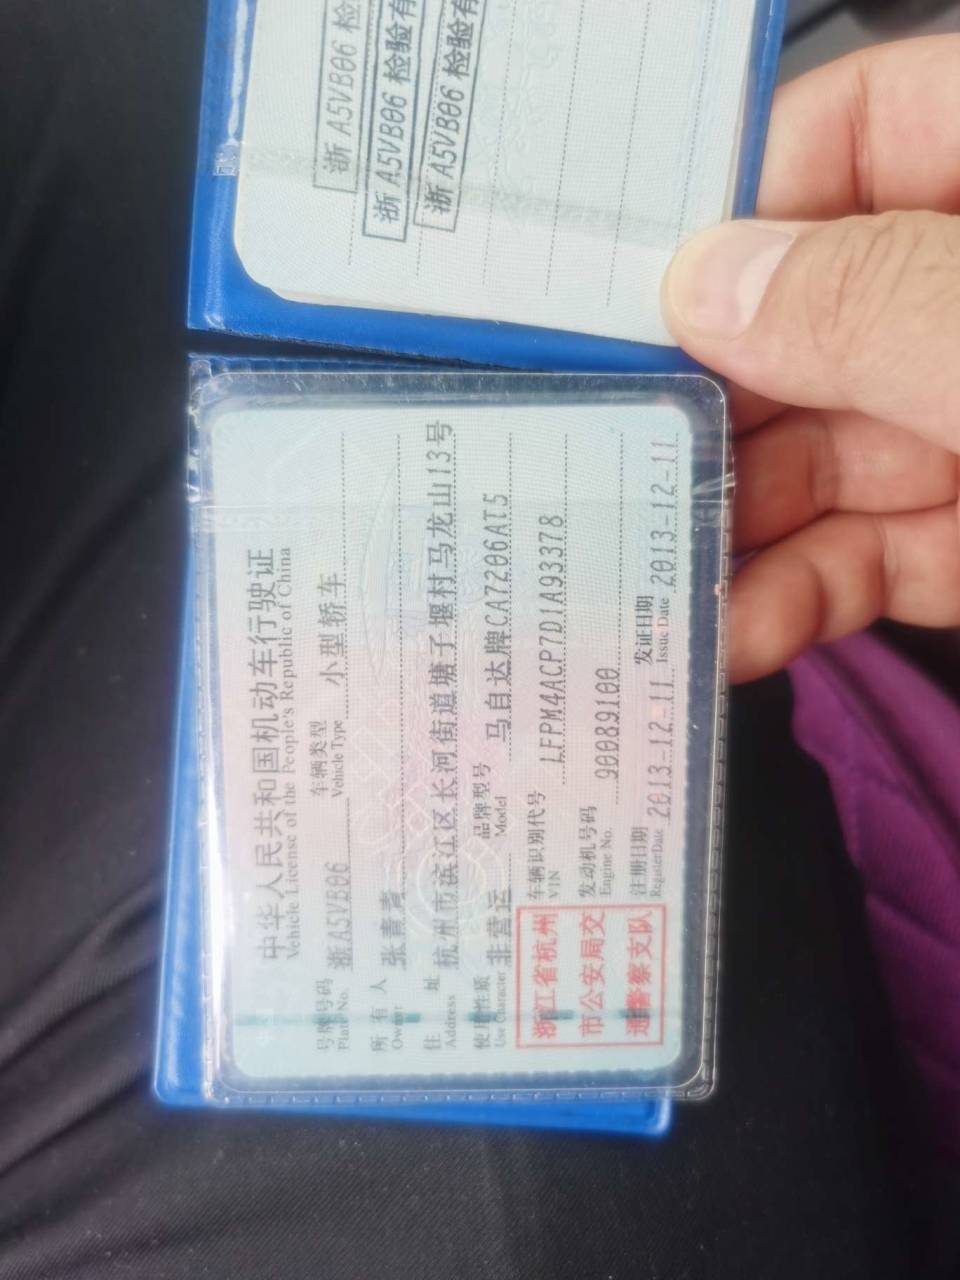 浙 A5VB06 检
浙 A5VB06 检验有
浙 A5VB06 检验有
中华人民共和国机动车行驶证
Vehicle License of the People's Republic of China
号牌号码 浙A5VB06 车辆类型 小型轿车
Plate No. Vehicle Type
所有人
Owner
住址 杭州市滨江区长河街道塘子堰村马龙山13号
Address
使用性质 非营运 品牌型号 马自达牌CA7206AT5
Use Character Model
车辆识别代号 LFPM4ACP7D1A93378
VIN
发动机号码 90089100
Engine No.
注册日期 2013-12-11 发证日期 2013-12-11
Register Date Issue Date
浙江省杭州
市公安局交
通警察支队